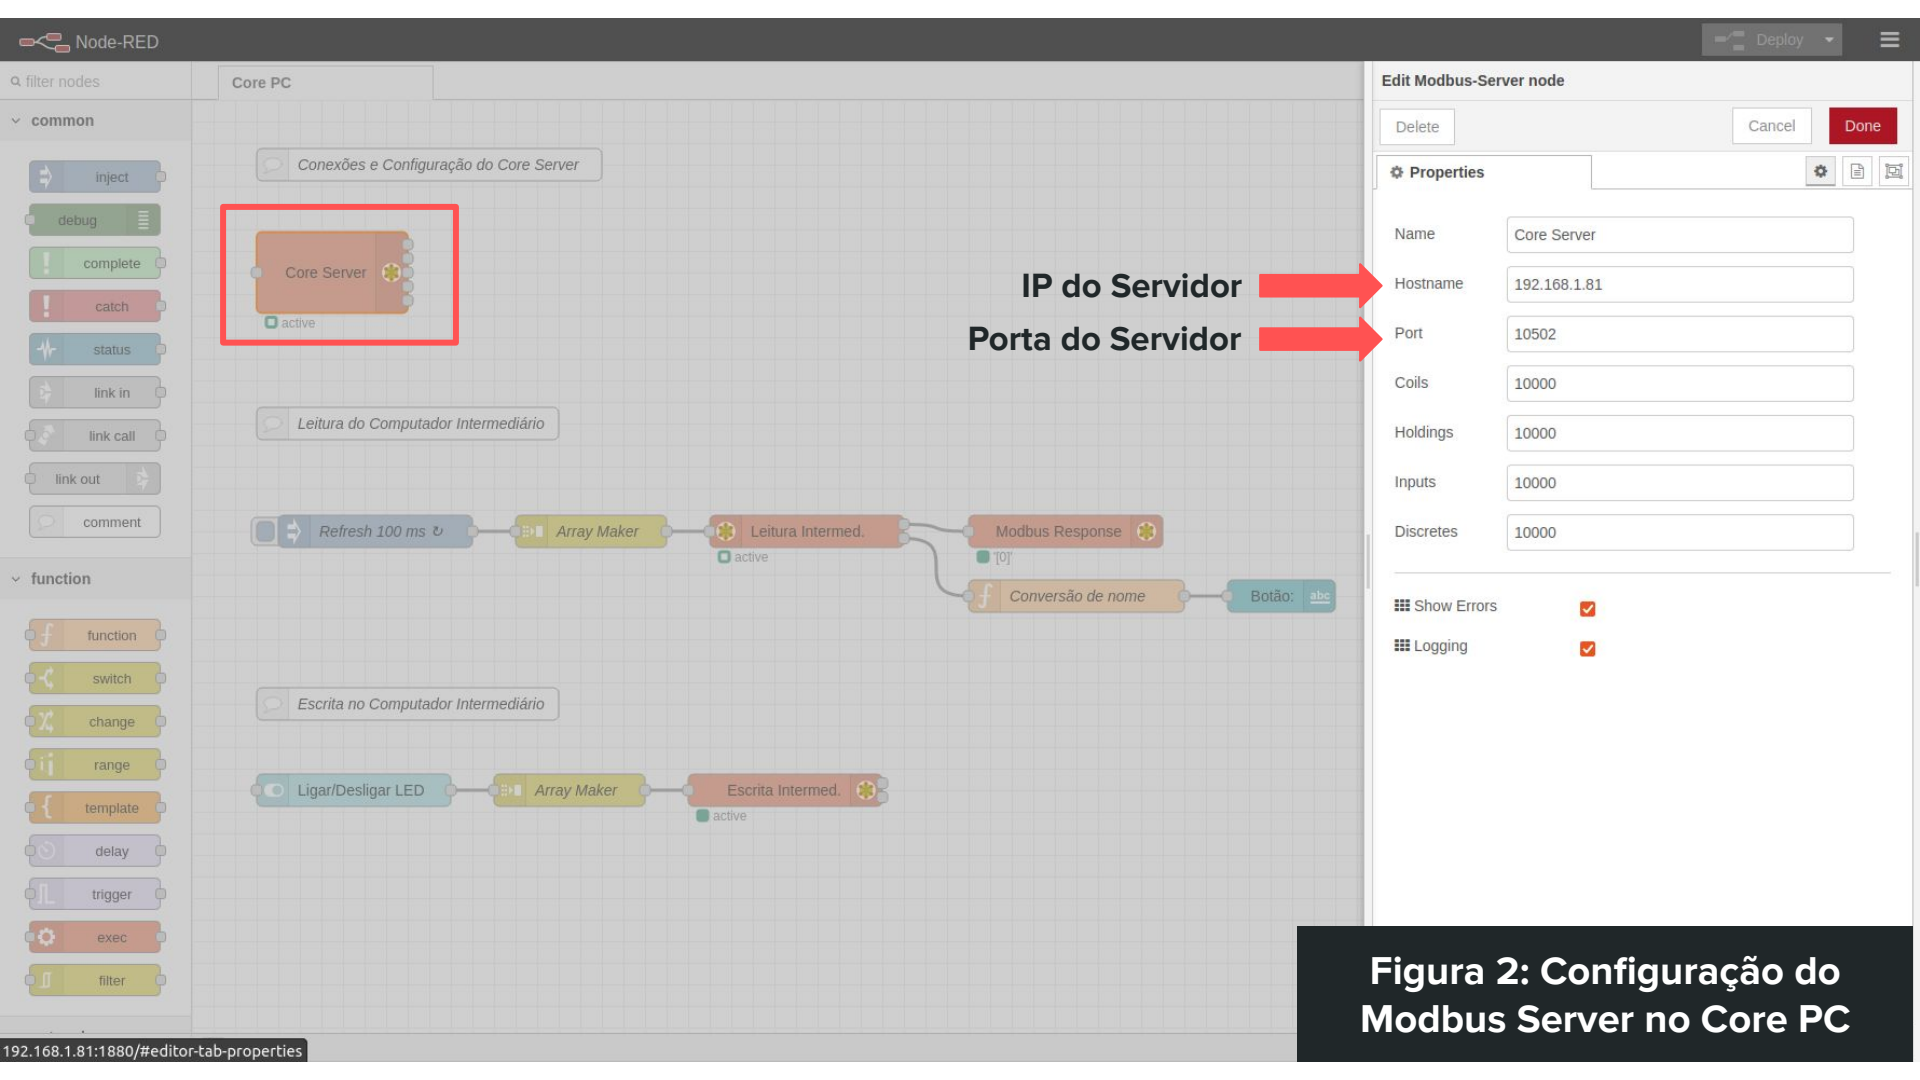 Node-RED
Deploy
filter nodes
Core PC
common
inject
debug
complete
catch
status
link in
link call
link out
comment
function
function
switch
change
range
template
delay
trigger
exec
filter
Conexões e Configuração do Core Server
Core Server
active
Leitura do Computador Intermediário
Refresh 100 ms ↻
Array Maker
Leitura Intermed.
active
Modbus Response
'[0]'
Conversão de nome
Botão:
abc
Escrita no Computador Intermediário
Ligar/Desligar LED
Array Maker
Escrita Intermed.
active
IP do Servidor
Porta do Servidor
Edit Modbus-Server node
Delete
Cancel
Done
Properties
Name
Core Server
Hostname
192.168.1.81
Port
10502
Coils
10000
Holdings
10000
Inputs
10000
Discretes
10000
Show Errors
Logging
Figura 2: Configuração do
Modbus Server no Core PC
192.168.1.81:1880/#editor-tab-properties